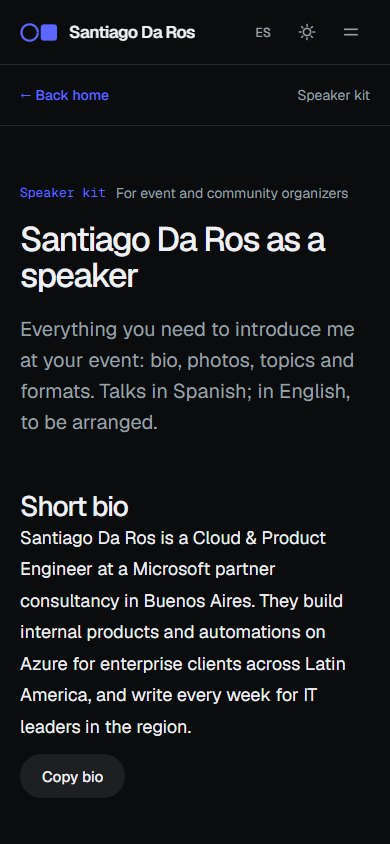 Santiago Da Ros
ES
← Back home
Speaker kit
Speaker kit For event and community organizers
Santiago Da Ros as a
speaker
Everything you need to introduce me
at your event: bio, photos, topics and
formats. Talks in Spanish; in English,
to be arranged.
Short bio
Santiago Da Ros is a Cloud & Product
Engineer at a Microsoft partner
consultancy in Buenos Aires. They build
internal products and automations on
Azure for enterprise clients across Latin
America, and write every week for IT
leaders in the region.
Copy bio